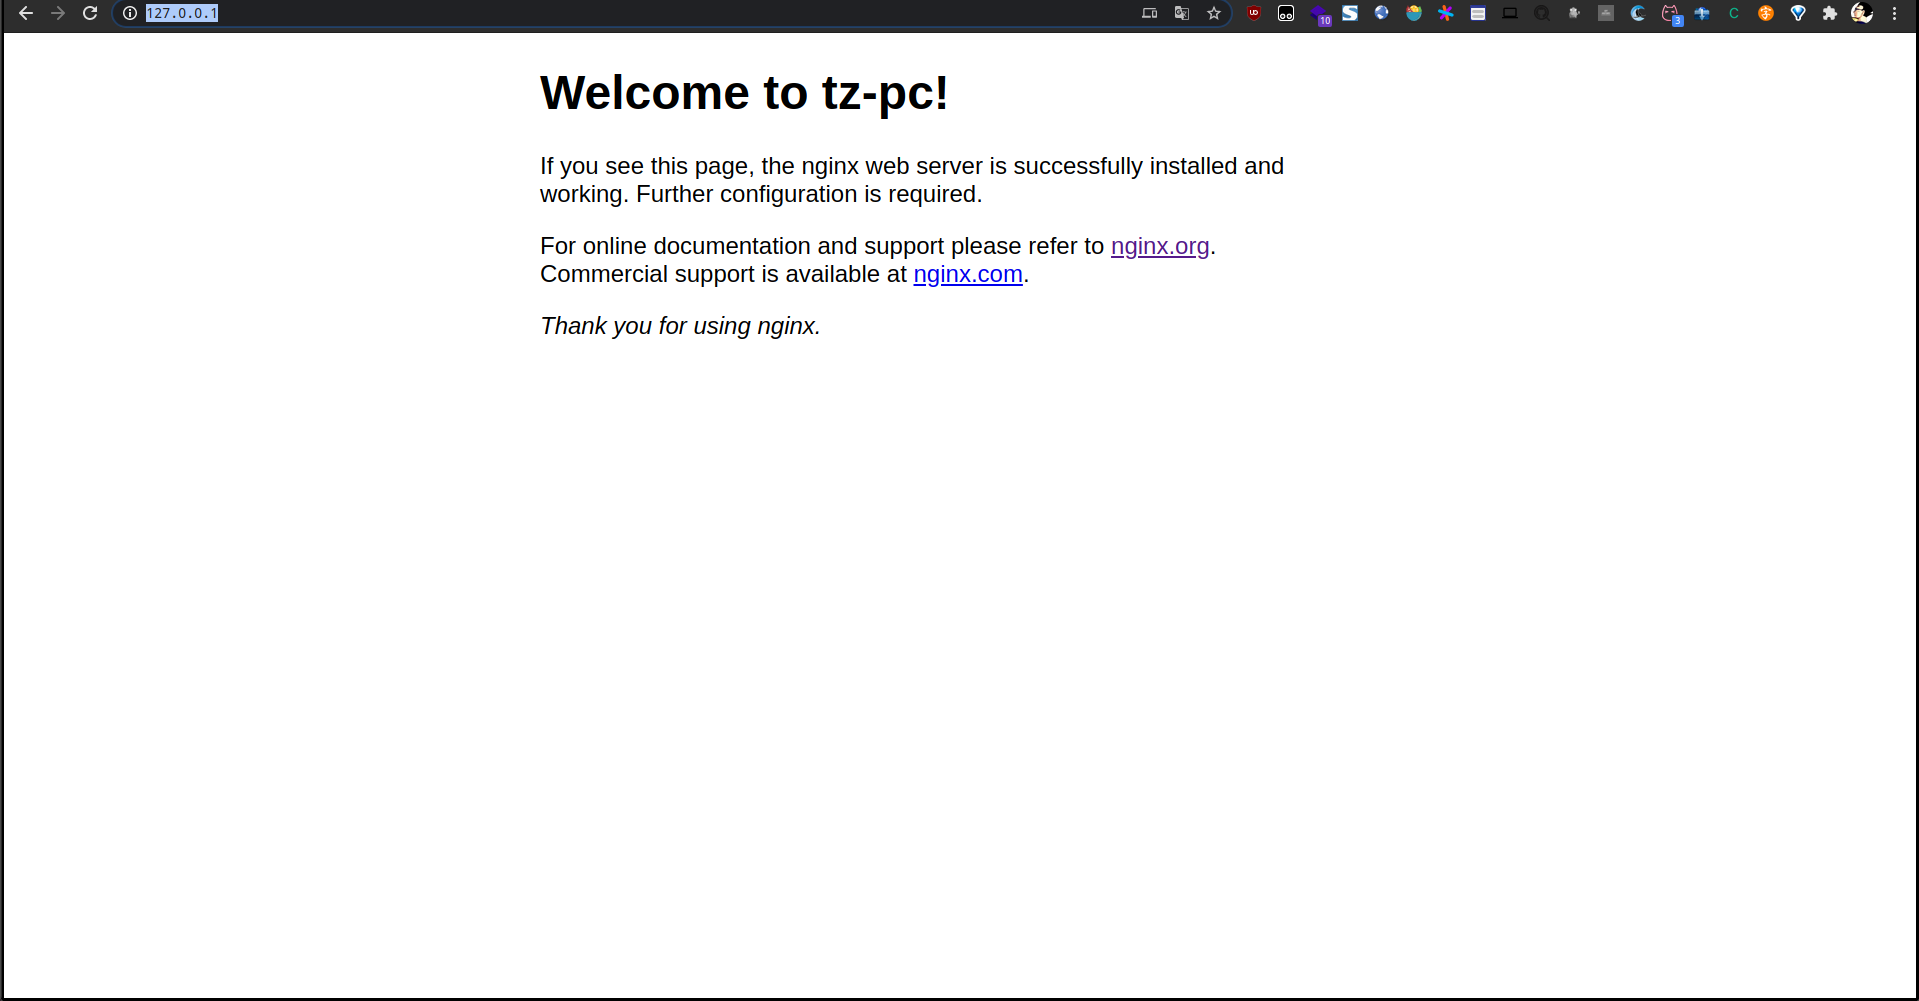 127.0.0.1
10
3
C
Welcome to tz-pc!
If you see this page, the nginx web server is successfully installed and
working. Further configuration is required.
For online documentation and support please refer to nginx.org.
Commercial support is available at nginx.com.
Thank you for using nginx.